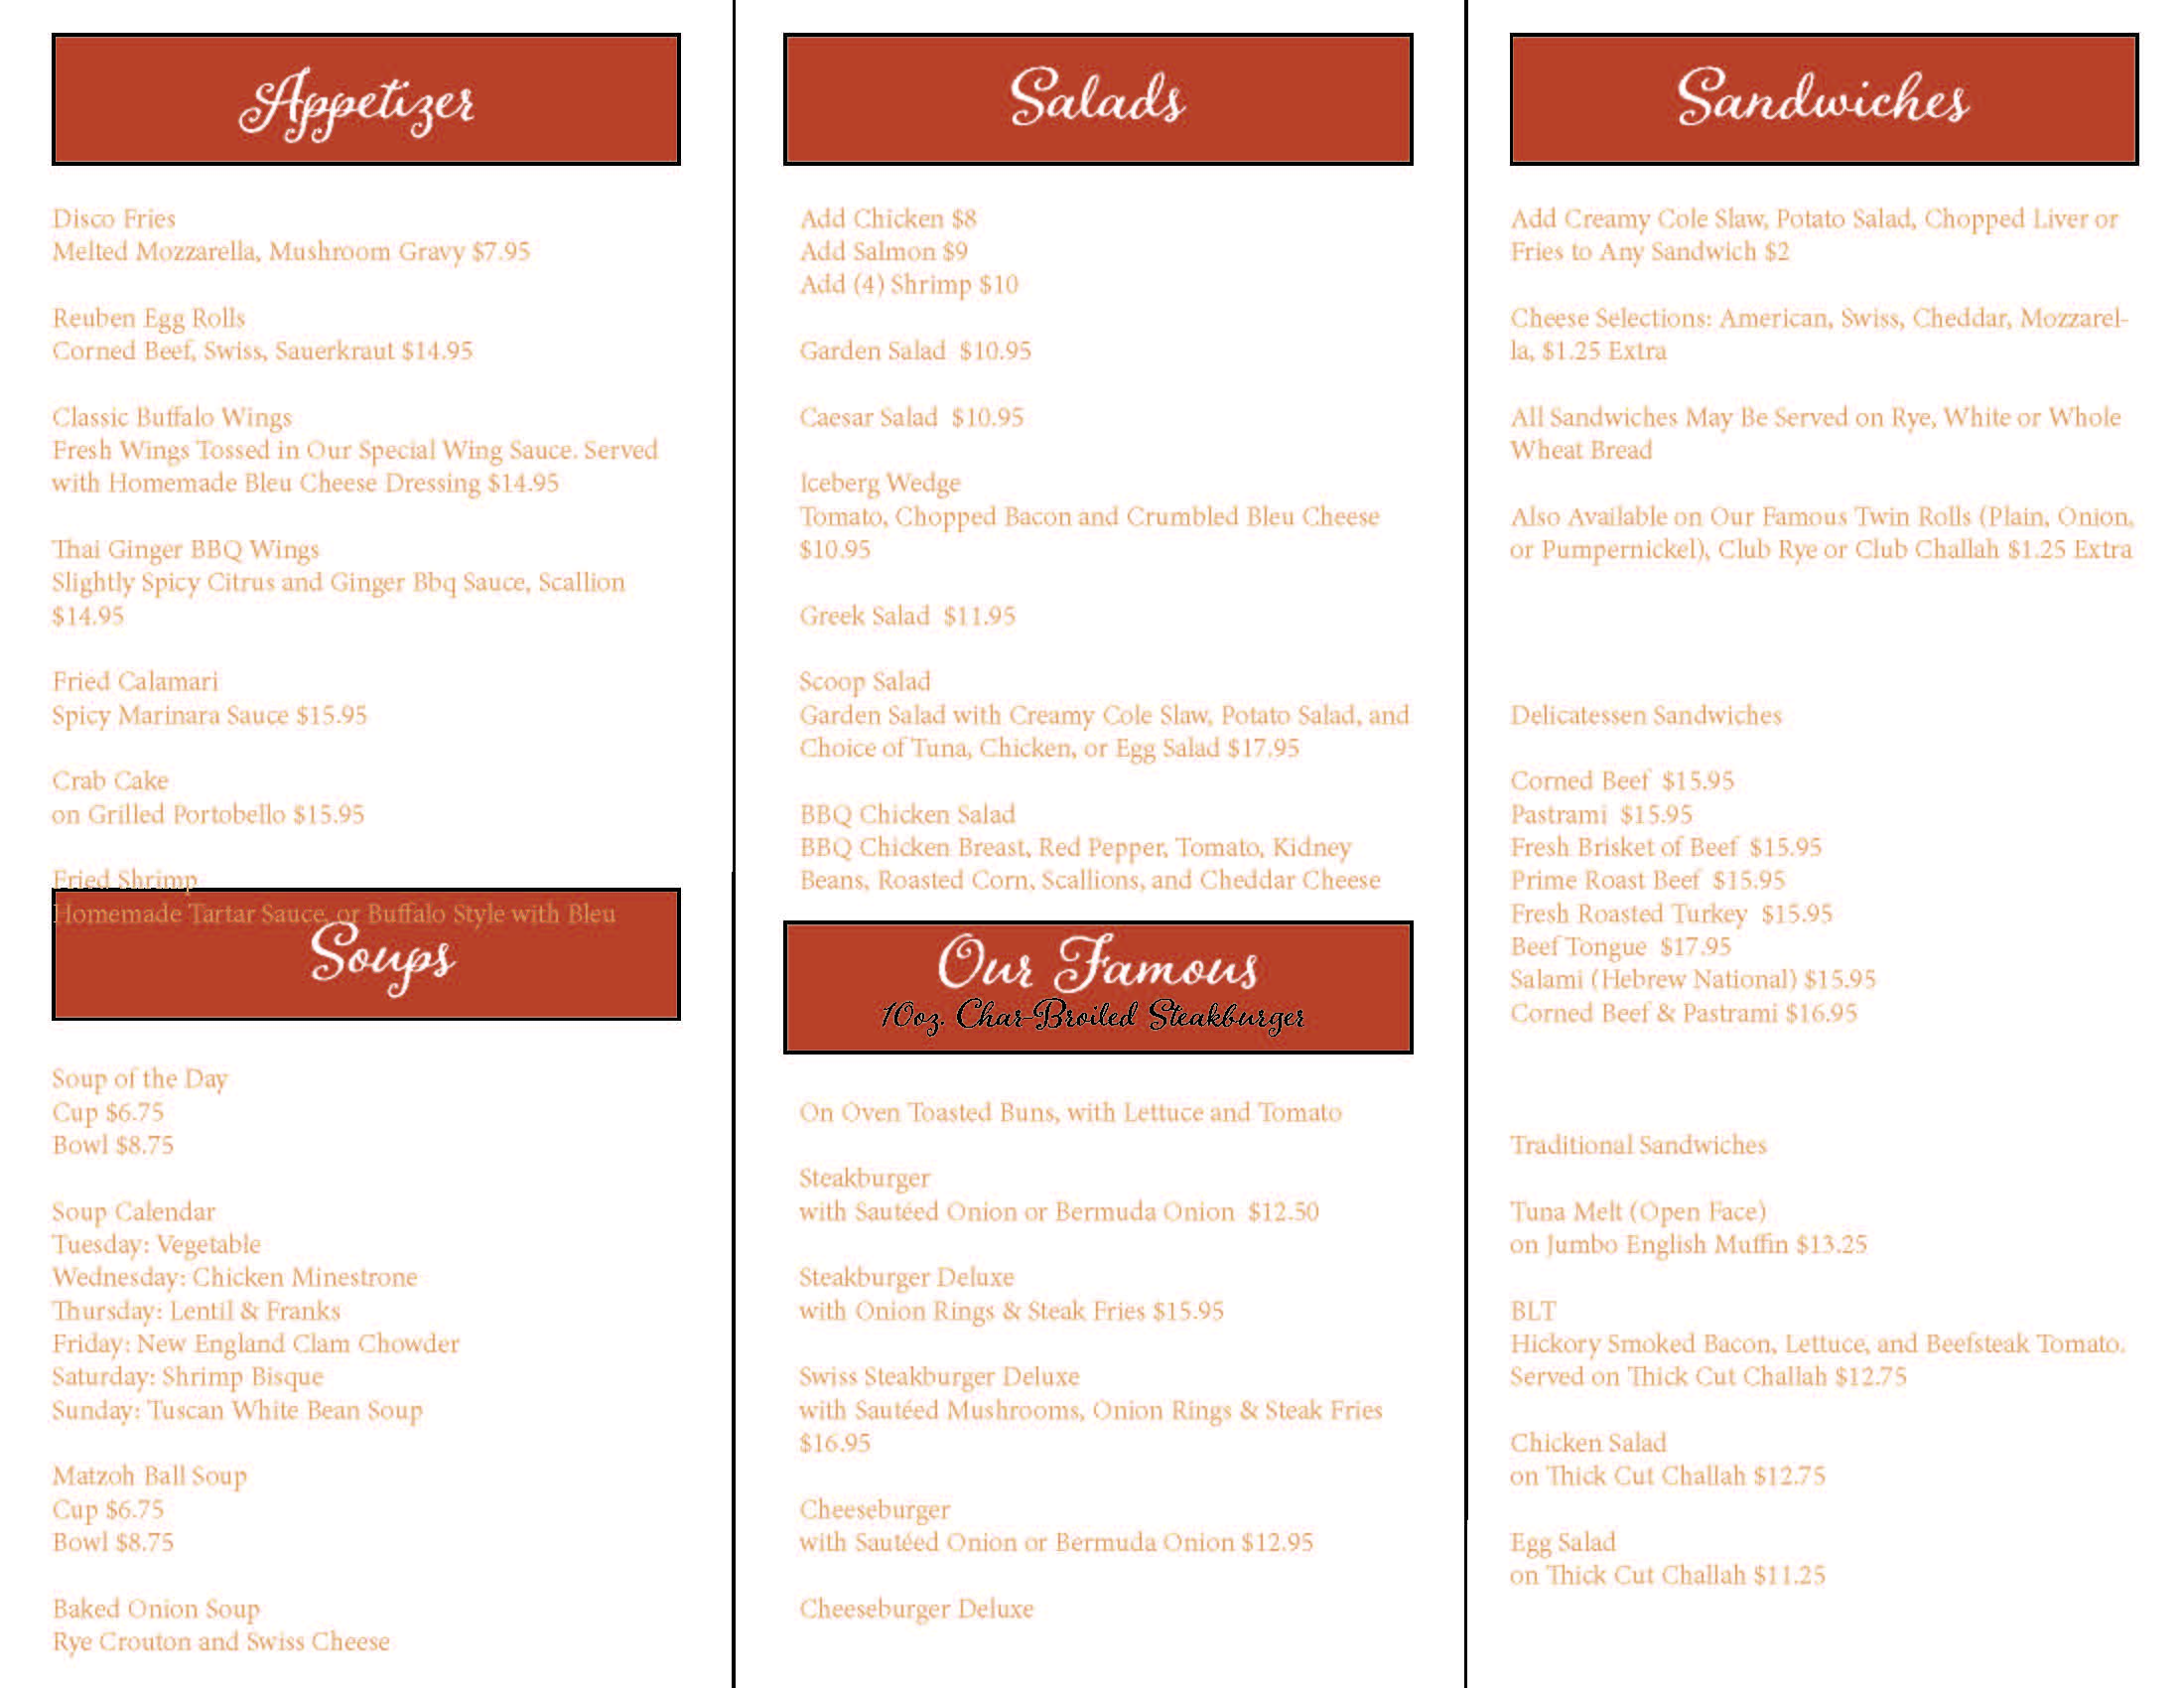 Appetizer
Disco Fries
Melted Mozzarella, Mushroom Gravy $7.95
Reuben Egg Rolls
Corned Beef, Swiss, Sauerkraut $14.95
Classic Buffalo Wings
Fresh Wings Tossed in Our Special Wing Sauce. Served
with Homemade Bleu Cheese Dressing $14.95
Thai Ginger BBQ Wings
Slightly Spicy Citrus and Ginger Bbq Sauce, Scallion
$14.95
Fried Calamari
Spicy Marinara Sauce $15.95
Crab Cake
on Grilled Portobello $15.95
Fried Shrimp
Homemade Tartar Sauce, or Buffalo Style with Bleu
Soups
Soup of the Day
Cup $6.75
Bowl $8.75
Soup Calendar
Tuesday: Vegetable
Wednesday: Chicken Minestrone
Thursday: Lentil & Franks
Friday: New England Clam Chowder
Saturday: Shrimp Bisque
Sunday: Tuscan White Bean Soup
Matzoh Ball Soup
Cup $6.75
Bowl $8.75
Baked Onion Soup
Rye Crouton and Swiss Cheese
Salads
Add Chicken $8
Add Salmon $9
Add (4) Shrimp $10
Garden Salad $10.95
Caesar Salad $10.95
Iceberg Wedge
Tomato, Chopped Bacon and Crumbled Bleu Cheese
$10.95
Greek Salad $11.95
Scoop Salad
Garden Salad with Creamy Cole Slaw, Potato Salad, and
Choice of Tuna, Chicken, or Egg Salad $17.95
BBQ Chicken Salad
BBQ Chicken Breast, Red Pepper, Tomato, Kidney
Beans, Roasted Corn, Scallions, and Cheddar Cheese
Our Famous
10oz. Char-Broiled Steakburger
On Oven Toasted Buns, with Lettuce and Tomato
Steakburger
with Sautéed Onion or Bermuda Onion $12.50
Steakburger Deluxe
with Onion Rings & Steak Fries $15.95
Swiss Steakburger Deluxe
with Sautéed Mushrooms, Onion Rings & Steak Fries
$16.95
Cheeseburger
with Sautéed Onion or Bermuda Onion $12.95
Cheeseburger Deluxe
Sandwiches
Add Creamy Cole Slaw, Potato Salad, Chopped Liver or
Fries to Any Sandwich $2
Cheese Selections: American, Swiss, Cheddar, Mozzarel-
la, $1.25 Extra
All Sandwiches May Be Served on Rye, White or Whole
Wheat Bread
Also Available on Our Famous Twin Rolls (Plain, Onion,
or Pumpernickel), Club Rye or Club Challah $1.25 Extra
Delicatessen Sandwiches
Corned Beef $15.95
Pastrami $15.95
Fresh Brisket of Beef $15.95
Prime Roast Beef $15.95
Fresh Roasted Turkey $15.95
Beef Tongue $17.95
Salami (Hebrew National) $15.95
Corned Beef & Pastrami $16.95
Traditional Sandwiches
Tuna Melt (Open Face)
on Jumbo English Muffin $13.25
BLT
Hickory Smoked Bacon, Lettuce, and Beefsteak Tomato.
Served on Thick Cut Challah $12.75
Chicken Salad
on Thick Cut Challah $12.75
Egg Salad
on Thick Cut Challah $11.25